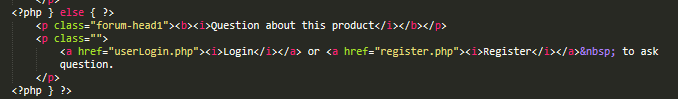 </p>
<?php } else { ?>
<p class="forum-head1"><b><i>Question about this product</i></b></p>
<p class="">
<a href="userLogin.php"><i>Login</i></a> or <a href="register.php"><i>Register</i></a>&nbsp; to ask
question.
</p>
<?php } ?>